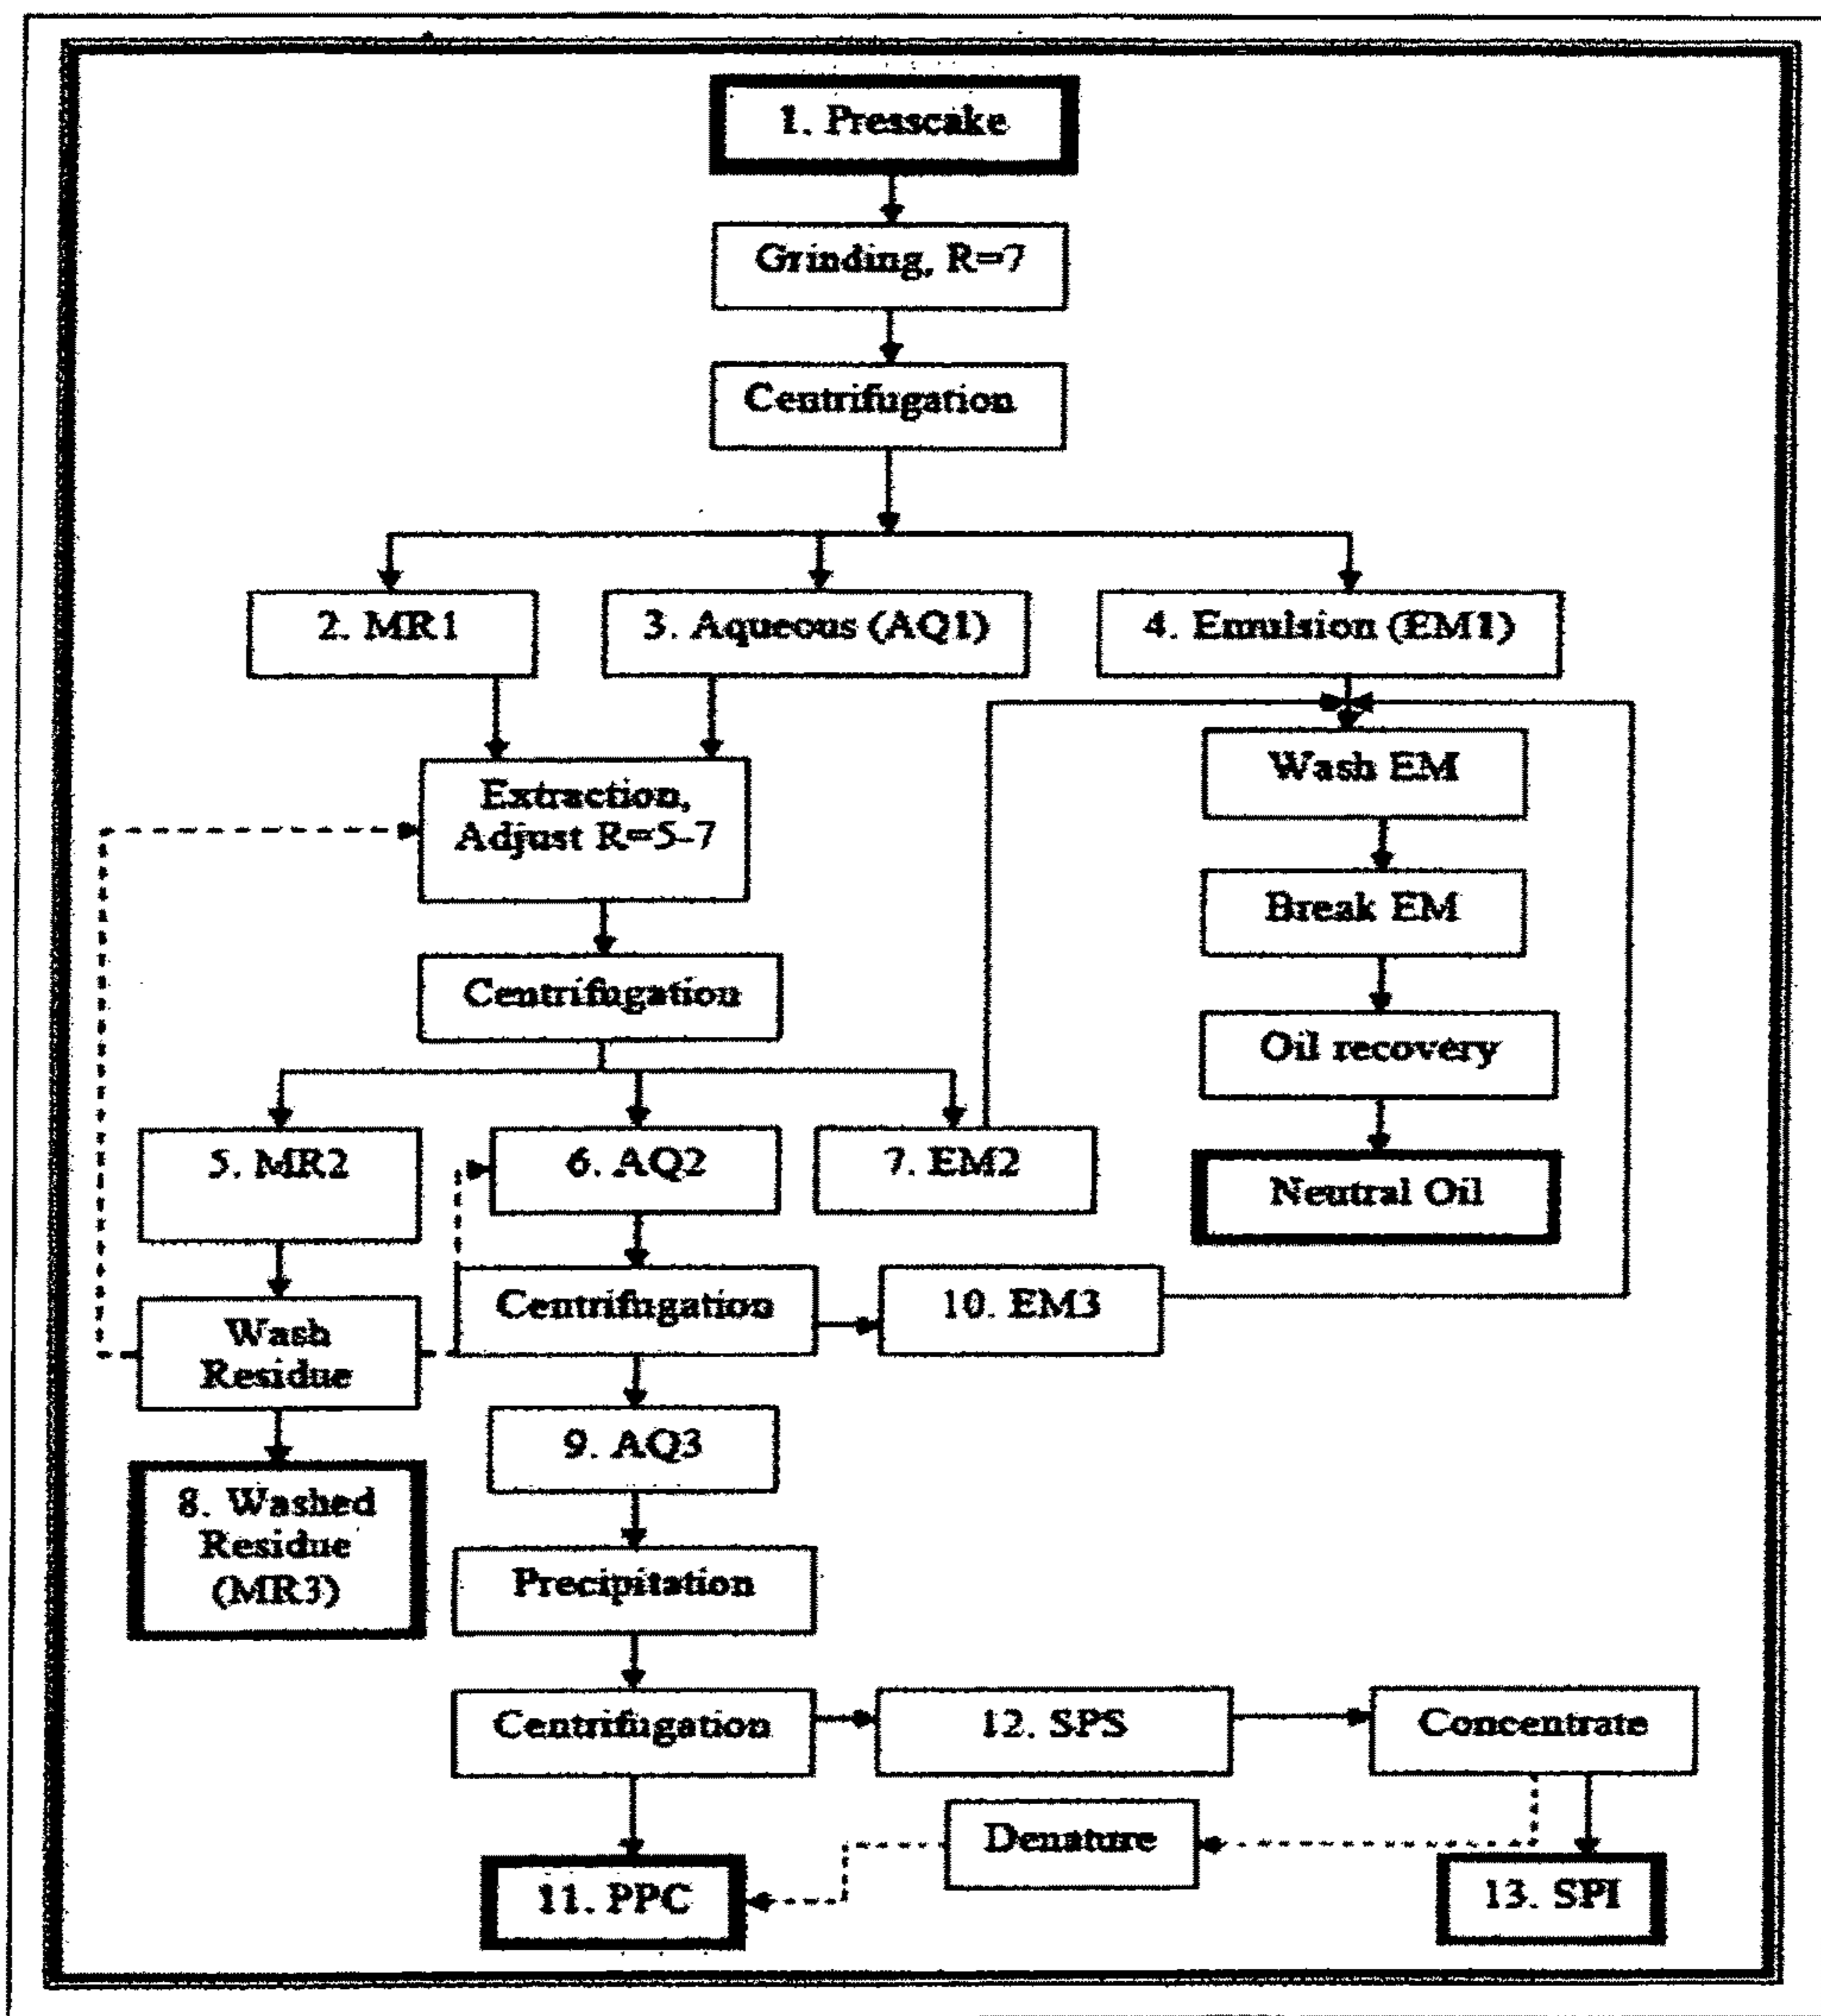 1. Presscake
Grinding, R=7
Centrifugation
2. MR1
3. Aqueous (AQ1)
4. Emulsion (EM1)
Extraction,
Adjust R=5-7
Wash EM
Break EM
Centrifugation
Oil recovery
5. MR2
6. AQ2
7. EM2
Neutral Oil
Wash
Residue
Centrifugation
10. EM3
9. AQ3
8. Washed
Residue
(MR3)
Precipitation
Centrifugation
12. SPS
Concentrate
Denature
11. PPC
13. SPI